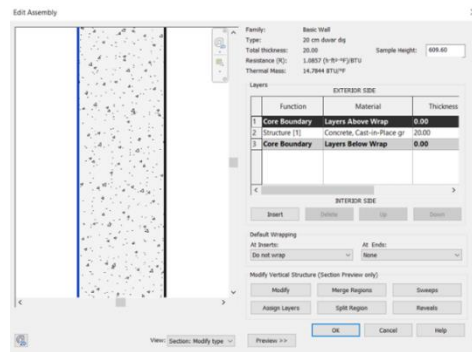 Edit Assembly
Family: Basic Wall
Type: 20 cm duvar dig
Total thickness: 20.00 Sample Height: 609.60
Resistance (R): 1.0857 (h·ft²·°F)/BTU
Thermal Mass: 14.7844 BTU/°F
Layers
EXTERIOR SIDE
Function Material Thickness
1 Core Boundary Layers Above Wrap 0.00
2 Structure [1] Concrete, Cast-in-Place gr 20.00
3 Core Boundary Layers Below Wrap 0.00
INTERIOR SIDE
Insert Delete Up Down
Default Wrapping
At Inserts: At Ends:
Do not wrap None
Modify Vertical Structure (Section Preview only)
Modify Merge Regions Sweeps
Assign Layers Split Region Reveals
View: Section: Modify type Preview >> OK Cancel Help